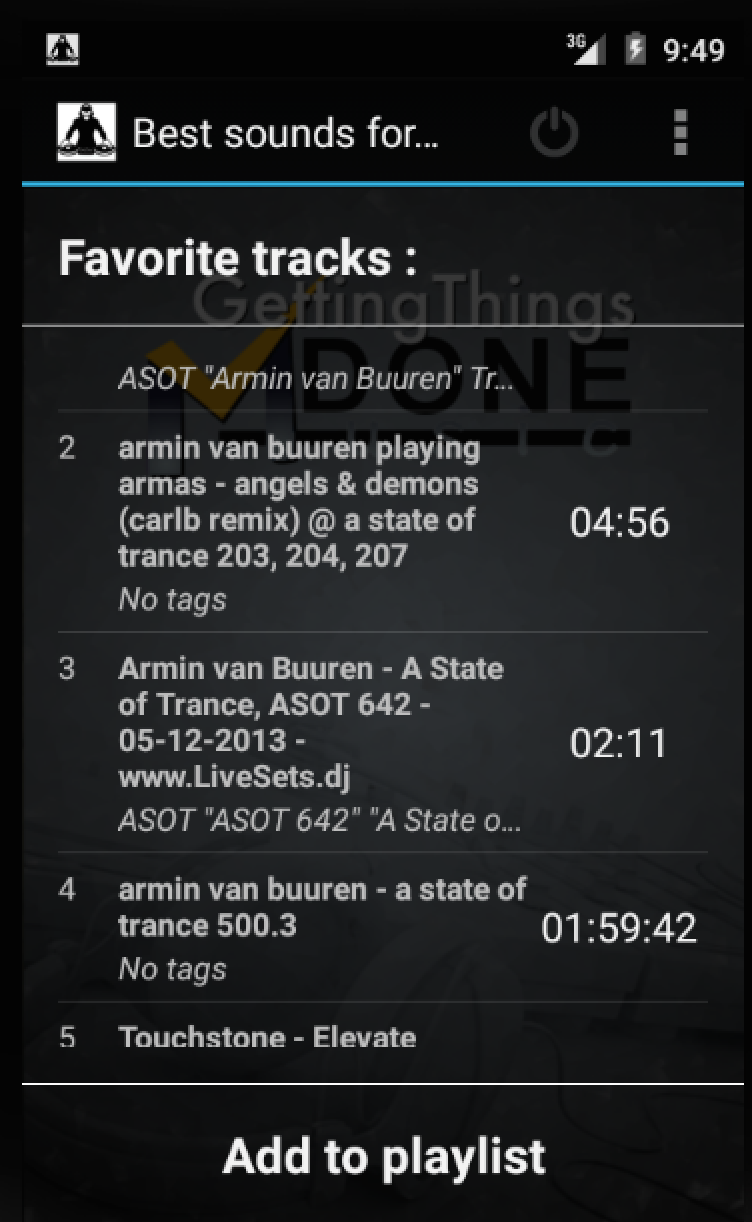 3G 9:49
Best sounds for...
Favorite tracks :
GettingThings
DONE
ASOT "Armin van Buuren" Tr...
2
armin van buuren playing
armas - angels & demons
(carlb remix) @ a state of
trance 203, 204, 207
04:56
No tags
3
Armin van Buuren - A State
of Trance, ASOT 642 -
05-12-2013 -
www.LiveSets.dj
02:11
ASOT "ASOT 642" "A State o...
4
armin van buuren - a state of
trance 500.3
01:59:42
No tags
5
Touchstone - Elevate
Add to playlist